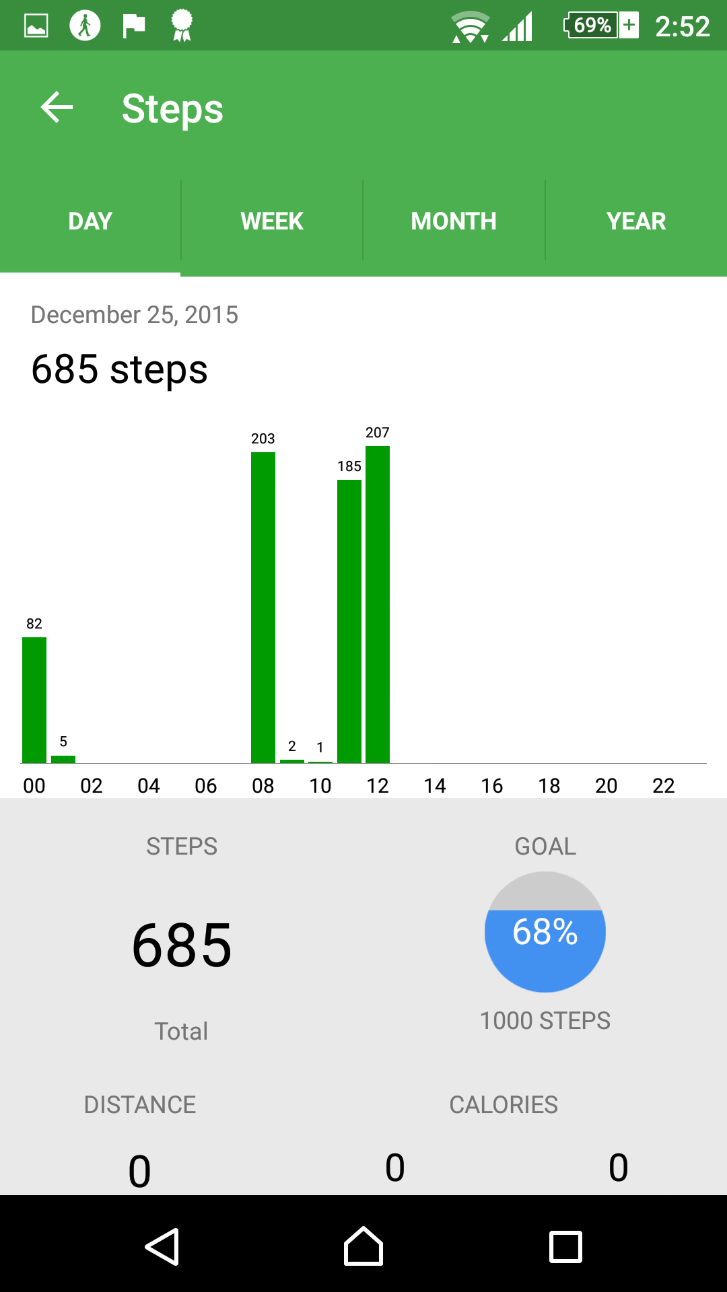 69% 2:52
Steps
DAY WEEK MONTH YEAR
December 25, 2015
685 steps
207
203
185
82
5
2
1
00 02 04 06 08 10 12 14 16 18 20 22
STEPS GOAL
685 68%
Total 1000 STEPS
DISTANCE CALORIES
0 0 0